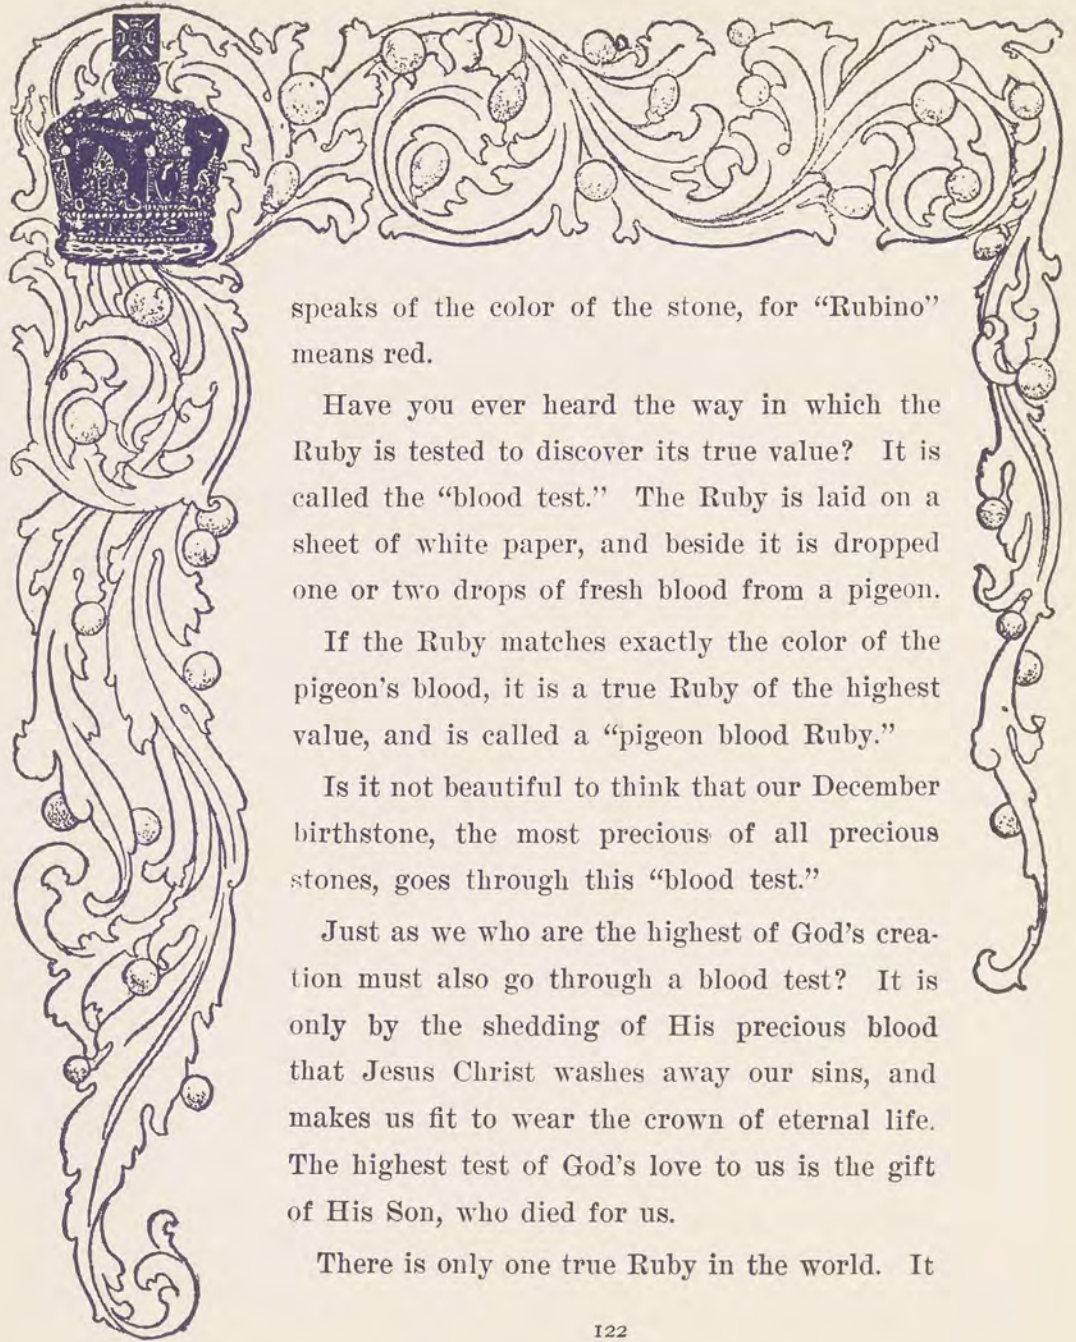 speaks of the color of the stone, for “Rubino”
means red.
Have you ever heard the way in which the
Ruby is tested to discover its true value? It is
called the “blood test.” The Ruby is laid on a
sheet of white paper, and beside it is dropped
one or two drops of fresh blood from a pigeon.
If the Ruby matches exactly the color of the
pigeon's blood, it is a true Ruby of the highest
value, and is called a “pigeon blood Ruby.”
Is it not beautiful to think that our December
birthstone, the most precious of all precious
stones, goes through this “blood test.”
Just as we who are the highest of God's crea-
tion must also go through a blood test? It is
only by the shedding of His precious blood
that Jesus Christ washes away our sins, and
makes us fit to wear the crown of eternal life.
The highest test of God's love to us is the gift
of His Son, who died for us.
There is only one true Ruby in the world. It
122